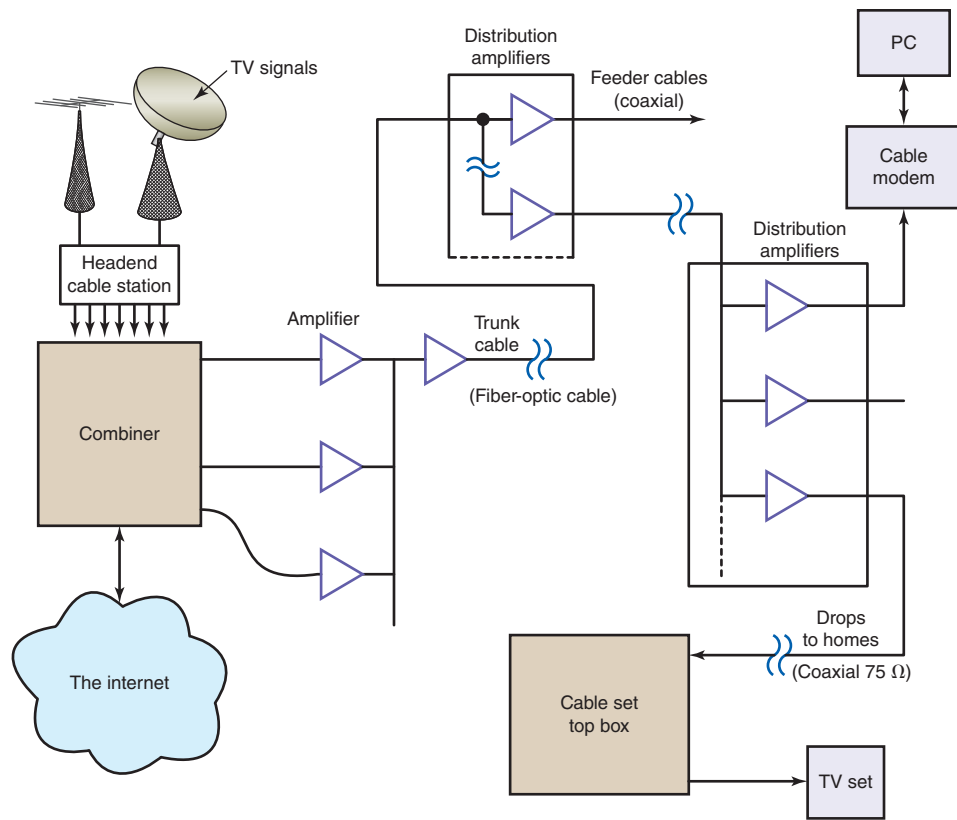 TV signals
Distribution
amplifiers
Feeder cables
(coaxial)
PC
Cable
modem
Headend
cable station
Distribution
amplifiers
Amplifier
Trunk
cable
(Fiber-optic cable)
Combiner
The internet
Drops
to homes
(Coaxial 75 Ω)
Cable set
top box
TV set